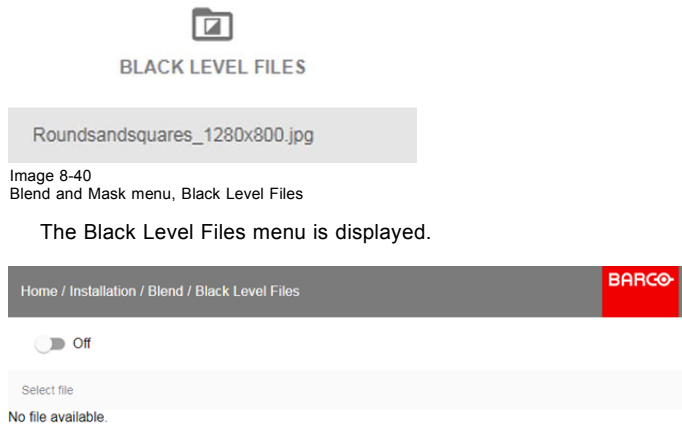 BLACK LEVEL FILES
Roundsandsquares_1280x800.jpg
Image 8-40
Blend and Mask menu, Black Level Files
The Black Level Files menu is displayed.
Home / Installation / Blend / Black Level Files
BARCO
Off
Select file
No file available.